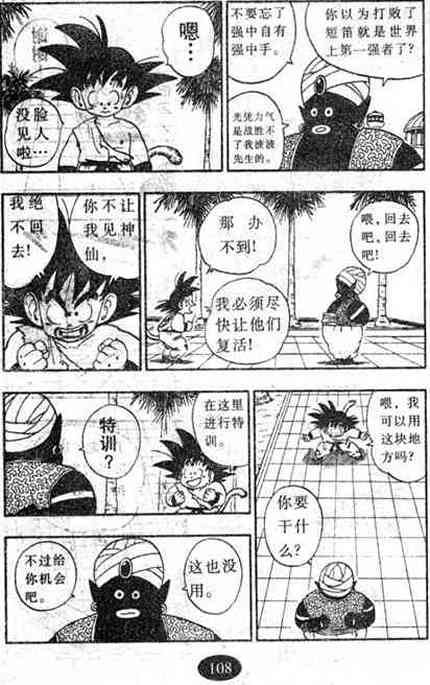 你以为打败了
短笛就是世界
上第一强者了?
不要忘了
强中自有
强中手。
光凭力气
是战胜不
了我波波
先生的。
嗯…
没脸
见人
啦…
喂,回去
吧,回去
吧!
那办
不到!
我必须尽
快让他们
复活!
你不让
我见神
仙,
我绝
不回
去!
喂,我
可以用
这块地
方吗?
你要
干什
么?
在这里
进行特
训。
特训?
这也没
用。
不过给
你机会
吧。
108